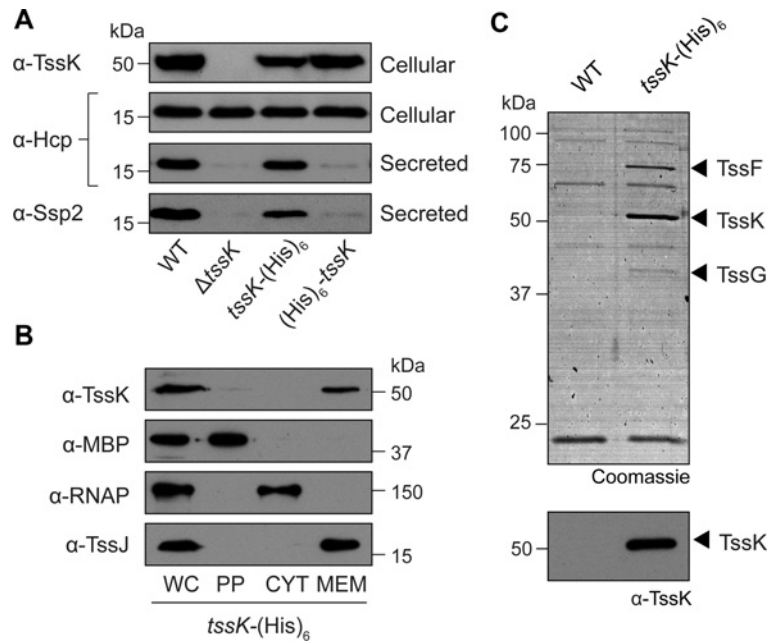 A
kDa
α-TssK
50
Cellular
α-Hcp
15
Cellular
15
Secreted
α-Ssp2
15
Secreted
WT
ΔtssK
tssK-(His)6
(His)6-tssK
B
kDa
α-TssK
50
α-MBP
37
α-RNAP
150
α-TssJ
15
WC PP CYT MEM
tssK-(His)6
C
WT
tssK-(His)6
kDa
100
75
TssF
50
TssK
TssG
37
25
Coomassie
50
TssK
α-TssK